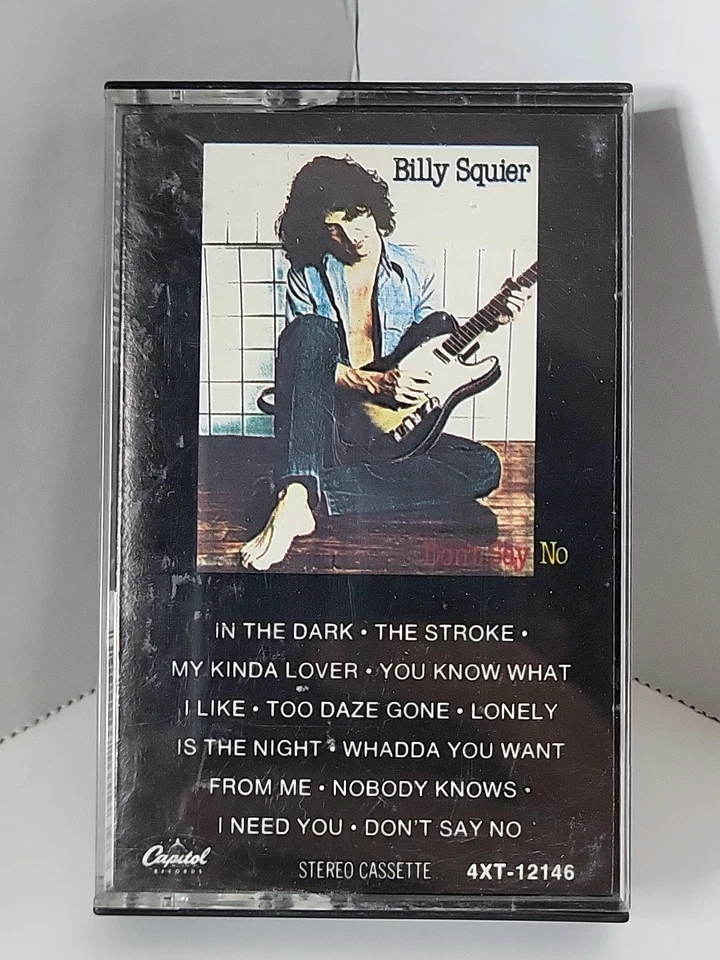 Billy Squier
Don't Say No
IN THE DARK • THE STROKE •
MY KINDA LOVER • YOU KNOW WHAT
I LIKE • TOO DAZE GONE • LONELY
IS THE NIGHT • WHADDA YOU WANT
FROM ME • NOBODY KNOWS •
I NEED YOU • DON'T SAY NO
Capitol
RECORDS
STEREO CASSETTE 4XT-12146